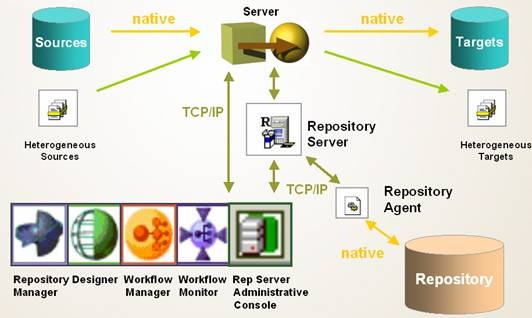 Server
native
native
Sources
Targets
TCP/IP
Heterogeneous
Sources
R
Repository
Server
Heterogeneous
Targets
TCP/IP
Repository
Agent
native
Repository
Repository
Manager
Designer
Workflow
Manager
Workflow
Monitor
Rep Server
Administrative
Console